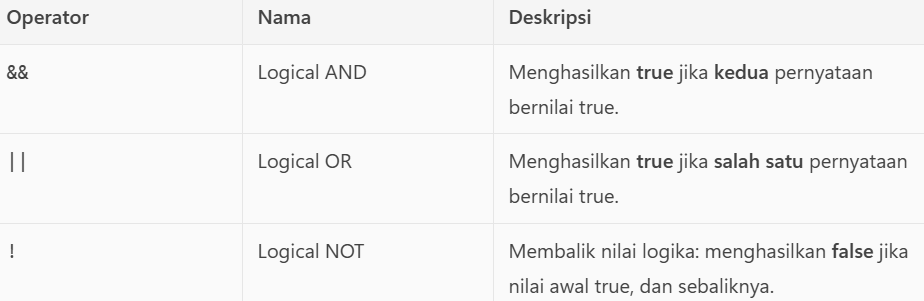 Operator Nama Deskripsi
&& Logical AND Menghasilkan true jika kedua pernyataan
bernilai true.
|| Logical OR Menghasilkan true jika salah satu pernyataan
bernilai true.
! Logical NOT Membalik nilai logika: menghasilkan false jika
nilai awal true, dan sebaliknya.